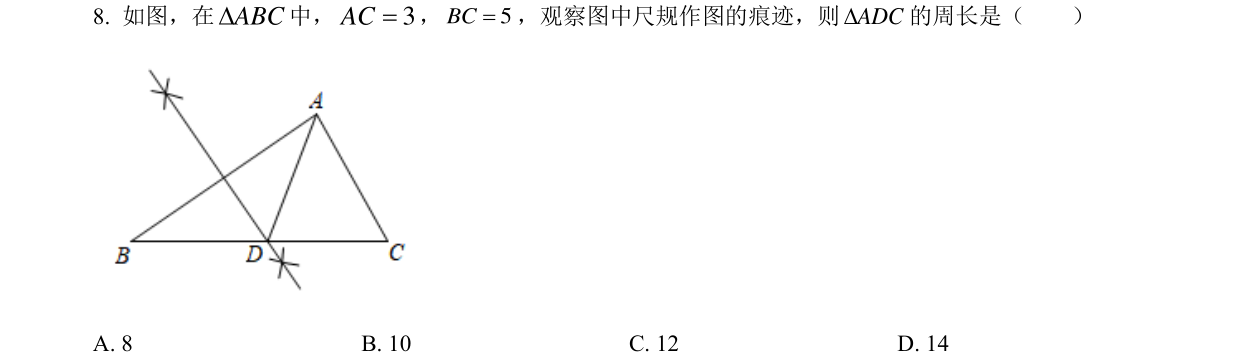 8. 如图，在ΔABC中， AC = 3， BC = 5，观察图中尺规作图的痕迹，则ΔADC的周长是（  ）
A
B
D
C
A. 8 B. 10 C. 12 D. 14